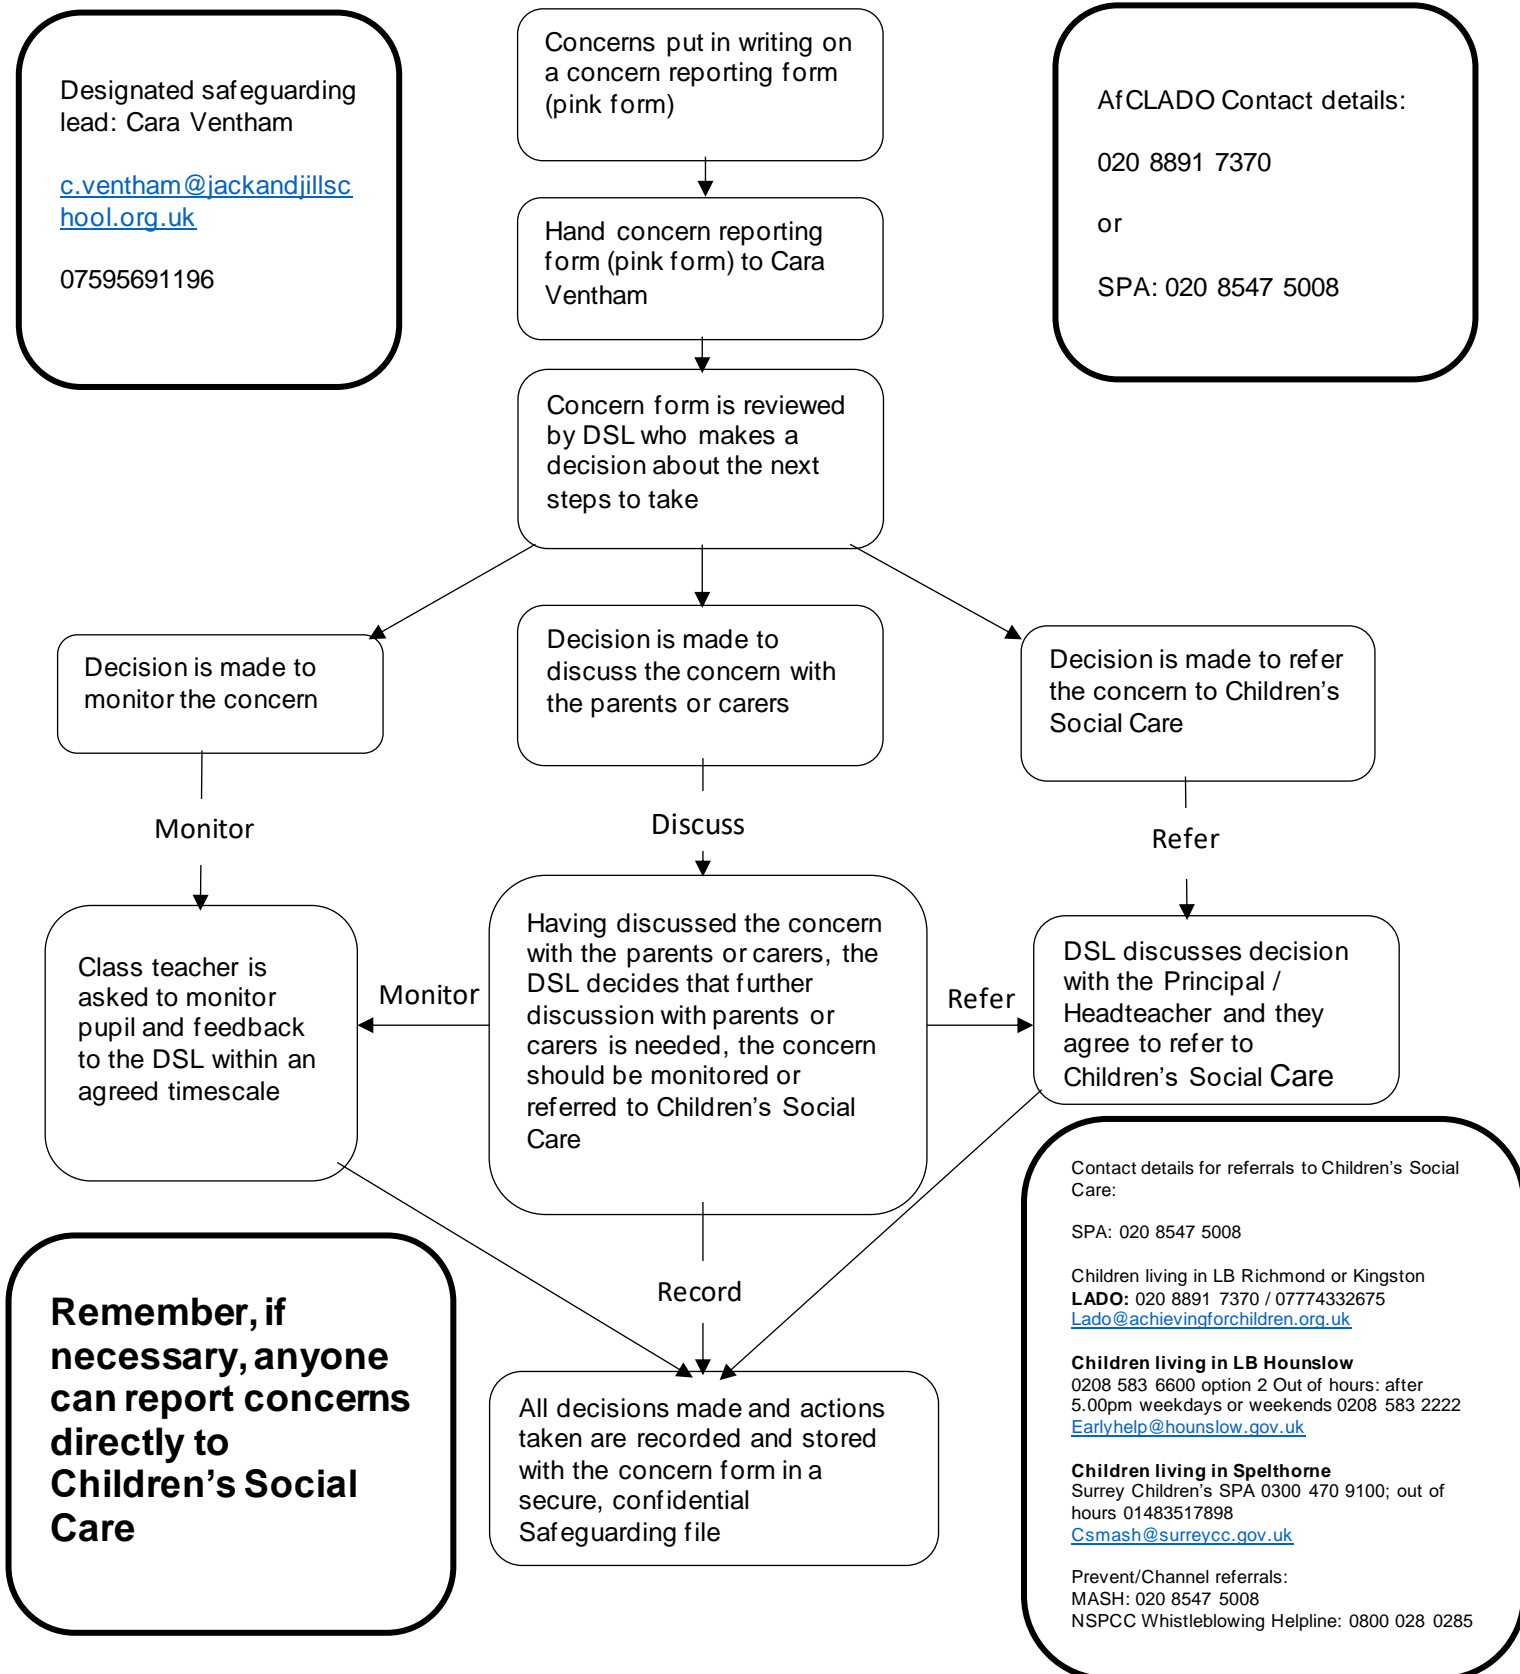 Designated safeguarding
lead: Cara Ventham
c.ventham@jackandjillsc
hool.org.uk
07595691196
Concerns put in writing on
a concern reporting form
(pink form)
AfCLADO Contact details:
020 8891 7370
or
SPA: 020 8547 5008
Hand concern reporting
form (pink form) to Cara
Ventham
Concern form is reviewed
by DSL who makes a
decision about the next
steps to take
Decision is made to
monitor the concern
Decision is made to
discuss the concern with
the parents or carers
Decision is made to refer
the concern to Children's
Social Care
Monitor
Discuss
Refer
Class teacher is
asked to monitor
pupil and feedback
to the DSL within an
agreed timescale
Monitor
Having discussed the concern
with the parents or carers, the
DSL decides that further
discussion with parents or
carers is needed, the concern
should be monitored or
referred to Children's Social
Care
Refer
DSL discusses decision
with the Principal /
Headteacher and they
agree to refer to
Children's Social Care
Record
Remember, if
necessary, anyone
can report concerns
directly to
Children's Social
Care
All decisions made and actions
taken are recorded and stored
with the concern form in a
secure, confidential
Safeguarding file
Contact details for referrals to Children's Social
Care:
SPA: 020 8547 5008
Children living in LB Richmond or Kingston
LADO: 020 8891 7370 / 07774332675
Lado@achievingforchildren.org.uk
Children living in LB Hounslow
0208 583 6600 option 2 Out of hours: after
5.00pm weekdays or weekends 0208 583 2222
Earlyhelp@hounslow.gov.uk
Children living in Spelthorne
Surrey Children's SPA 0300 470 9100; out of
hours 01483517898
Csmash@surreycc.gov.uk
Prevent/Channel referrals:
MASH: 020 8547 5008
NSPCC Whistleblowing Helpline: 0800 028 0285